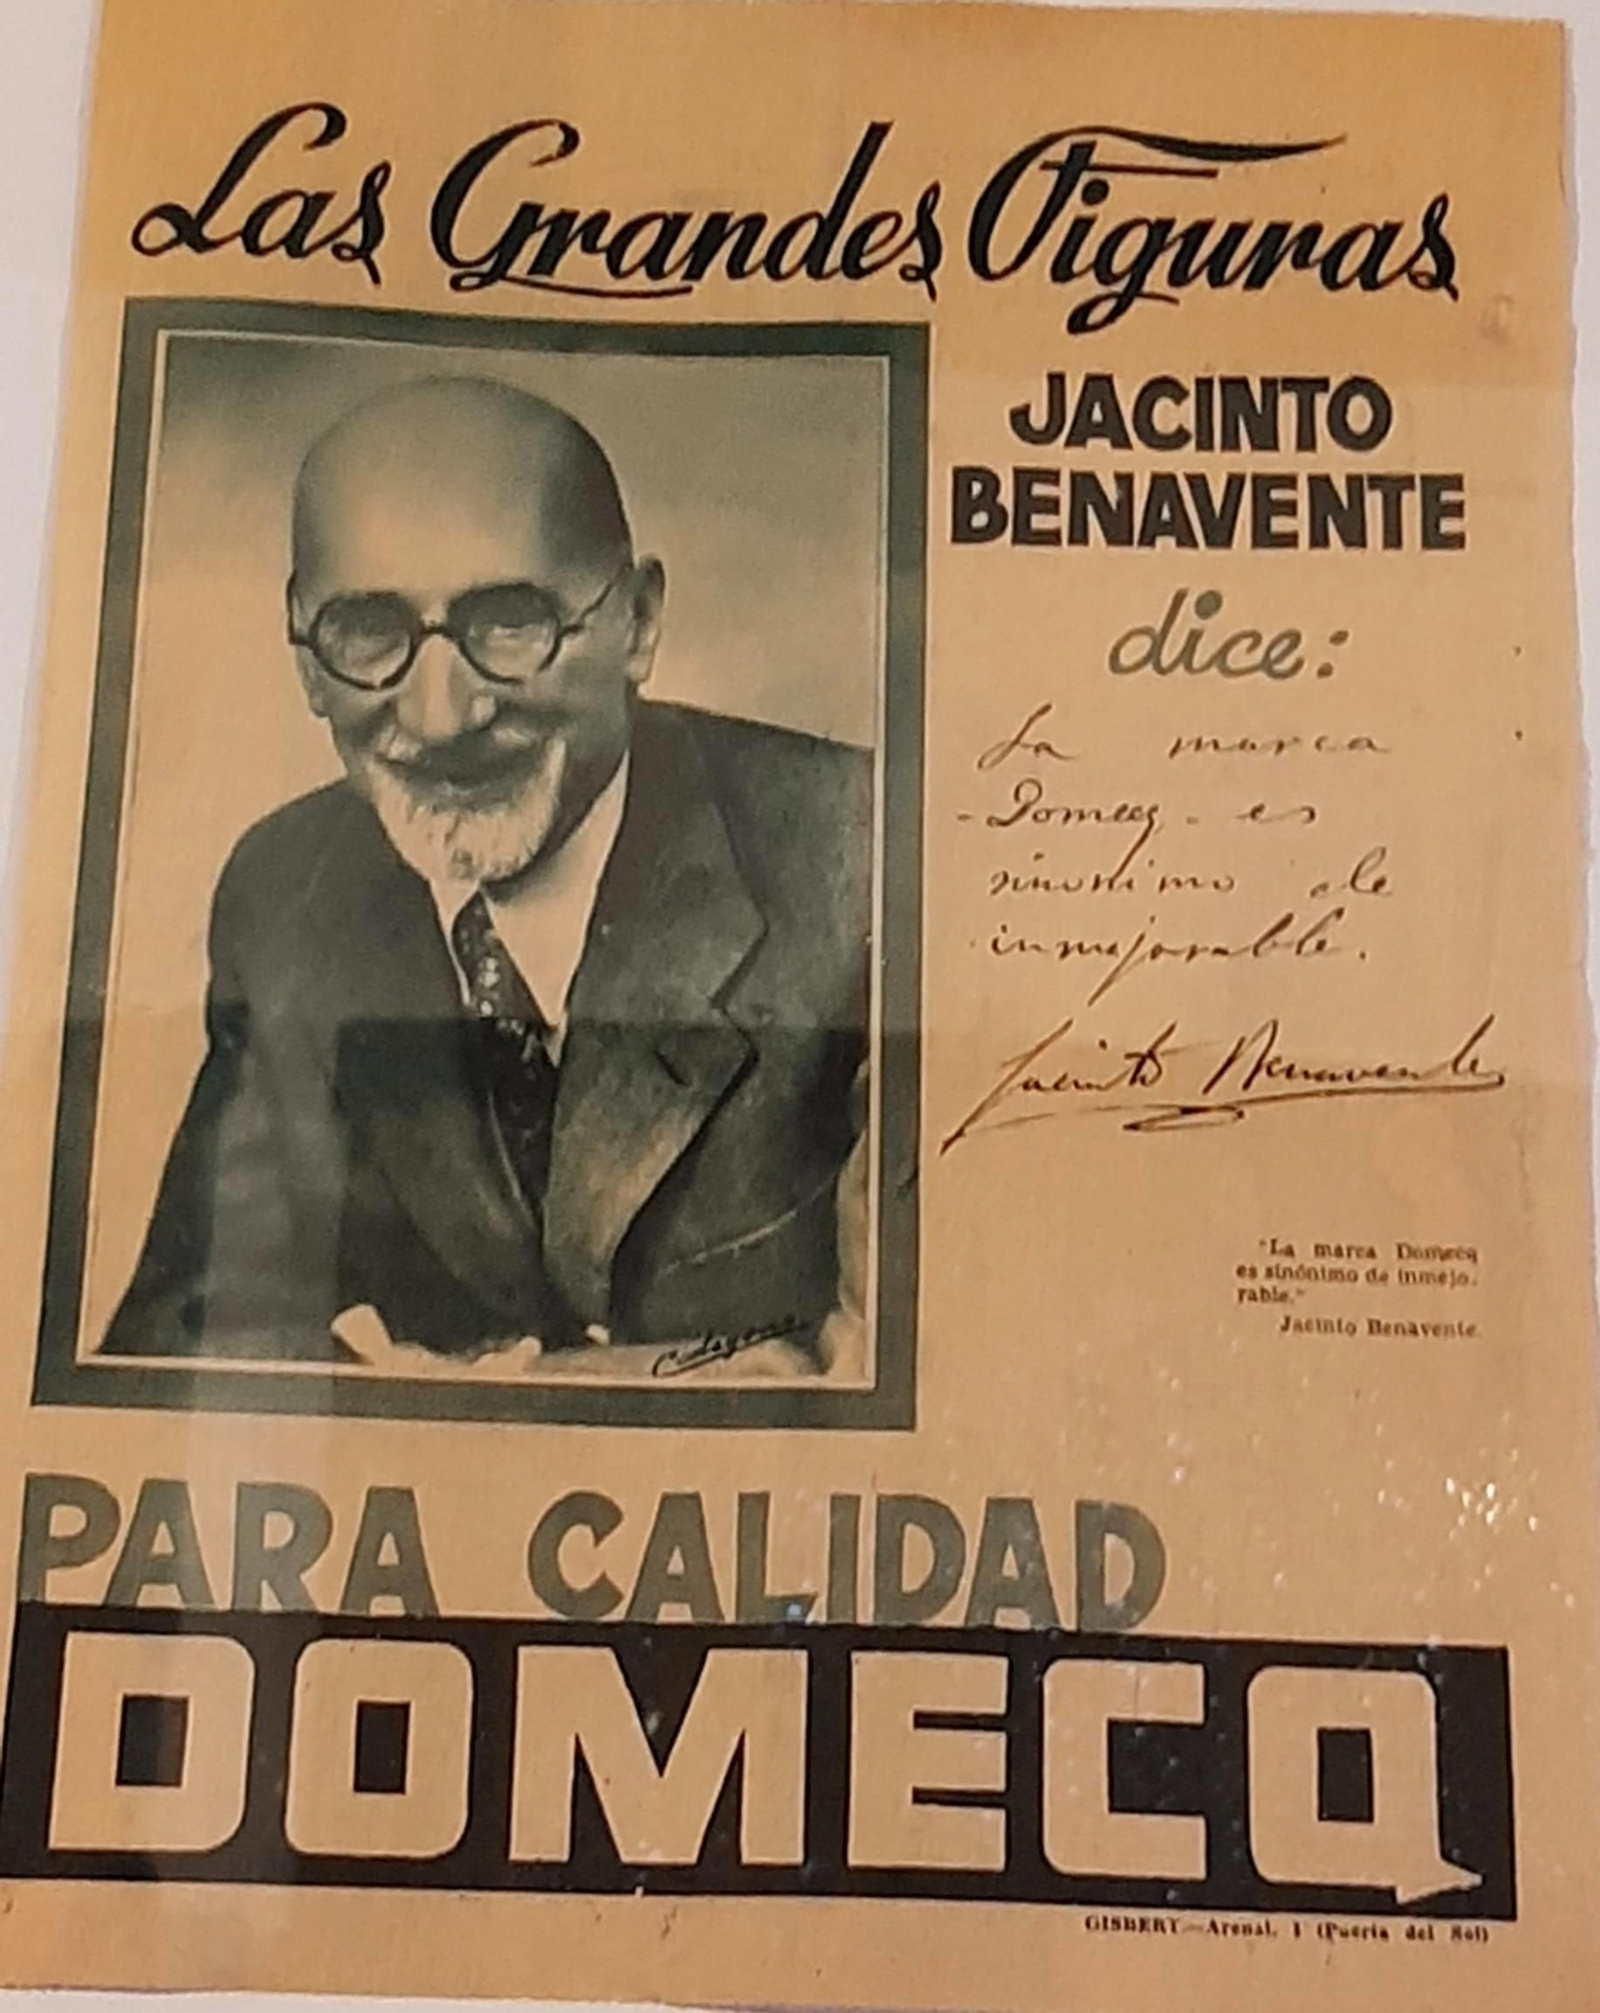 Las Grandes Figuras
JACINTO
BENAVENTE
dice:
La marca
-Domecq- es
sinonimo de
inmejorable.
Jacinto Benavente
"La marca Domecq
es sinónimo de inmejo-
rable."
Jacinto Benavente.
PARA CALIDAD
DOMECQ
GISBERT.—Arenal, 1 (Puerta del Sol)